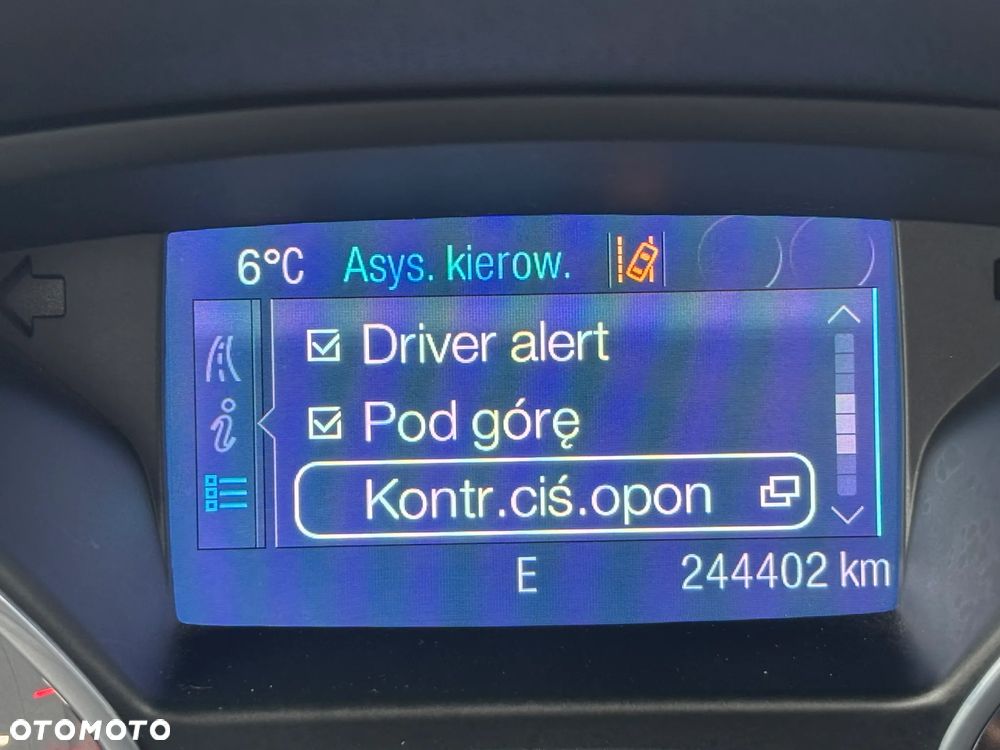 6°C Asys. kierow.
Driver alert
Pod górę
Kontr.ciś.opon
E 244402 km
OTOMOTO